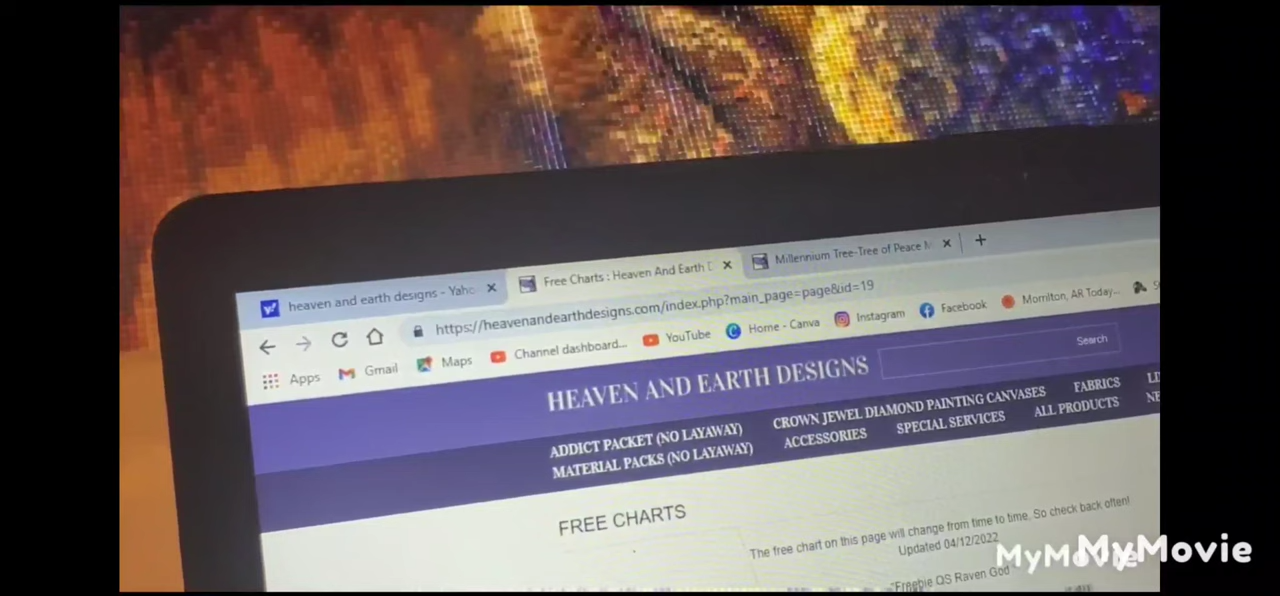 heaven and earth designs - Yaho
Free Charts : Heaven And Earth D
Millennium Tree-Tree of Peace M
https://heavenandearthdesigns.com/index.php?main_page=page&id=19
Apps
Gmail
Maps
Channel dashboard...
YouTube
Home - Canva
Instagram
Facebook
Morrilton, AR Today...
HEAVEN AND EARTH DESIGNS
Search
ADDICT PACKET (NO LAYAWAY)
CROWN JEWEL DIAMOND PAINTING CANVASES
FABRICS
MATERIAL PACKS (NO LAYAWAY)
ACCESSORIES
SPECIAL SERVICES
ALL PRODUCTS
FREE CHARTS
The free chart on this page will change from time to time, So check back often!
Updated 04/12/2022
"Freebie QS Raven God
MyMovie
MyMovie